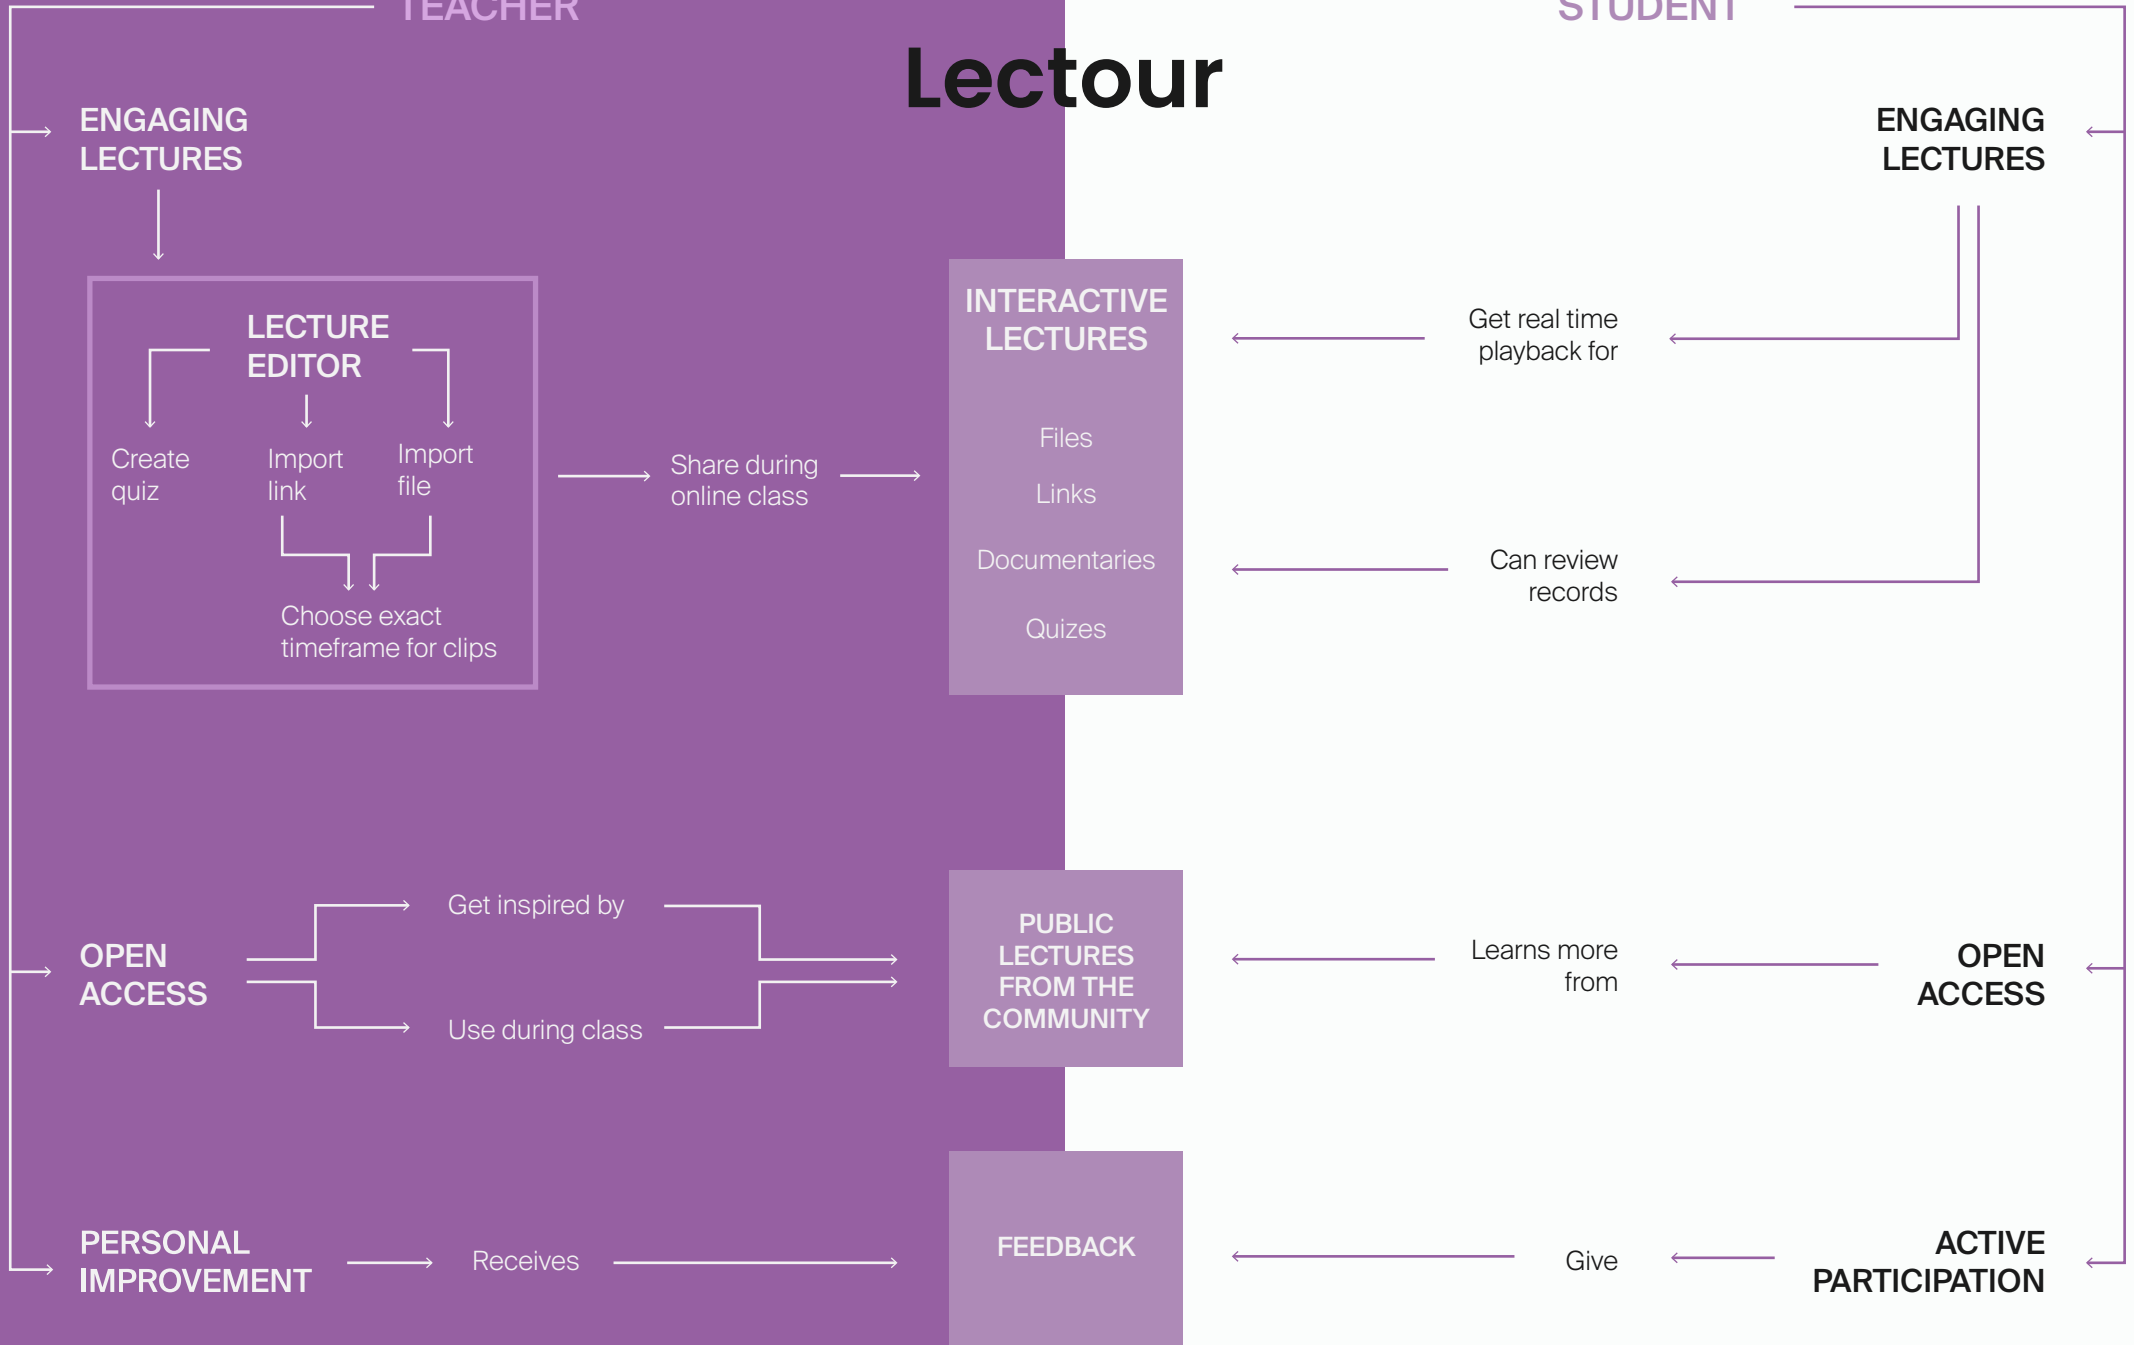 TEACHER
STUDENT
Lectour
ENGAGING
LECTURES
LECTURE
EDITOR
Create
quiz
Import
link
Import
file
Choose exact
timeframe for clips
Share during
online class
INTERACTIVE
LECTURES
Files
Links
Documentaries
Quizes
Get real time
playback for
Can review
records
ENGAGING
LECTURES
OPEN
ACCESS
Get inspired by
Use during class
PUBLIC
LECTURES
FROM THE
COMMUNITY
Learns more
from
OPEN
ACCESS
PERSONAL
IMPROVEMENT
Receives
FEEDBACK
Give
ACTIVE
PARTICIPATION